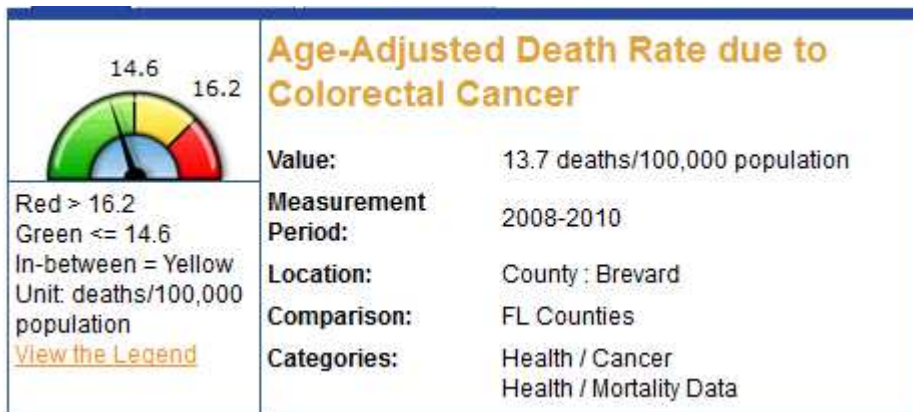 14.6
16.2
Red > 16.2
Green <= 14.6
In-between = Yellow
Unit: deaths/100,000
population
View the Legend
Age-Adjusted Death Rate due to
Colorectal Cancer
Value: 13.7 deaths/100,000 population
Measurement
Period: 2008-2010
Location: County : Brevard
Comparison: FL Counties
Categories: Health / Cancer
Health / Mortality Data